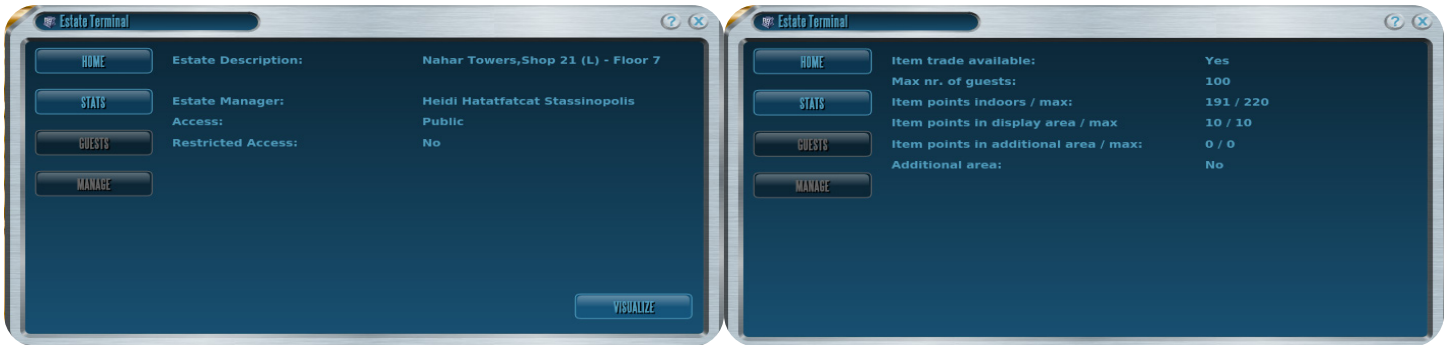 Estate Terminal
?
X
HOME
Estate Description: Nahar Towers,Shop 21 (L) - Floor 7
STATS
Estate Manager: Heidi Hatatfatcat Stassinopolis
Access: Public
GUESTS
Restricted Access: No
MANAGE
VISUALIZE
Estate Terminal
?
X
HOME
Item trade available: Yes
Max nr. of guests: 100
STATS
Item points indoors / max: 191 / 220
Item points in display area / max 10 / 10
GUESTS
Item points in additional area / max: 0 / 0
Additional area: No
MANAGE